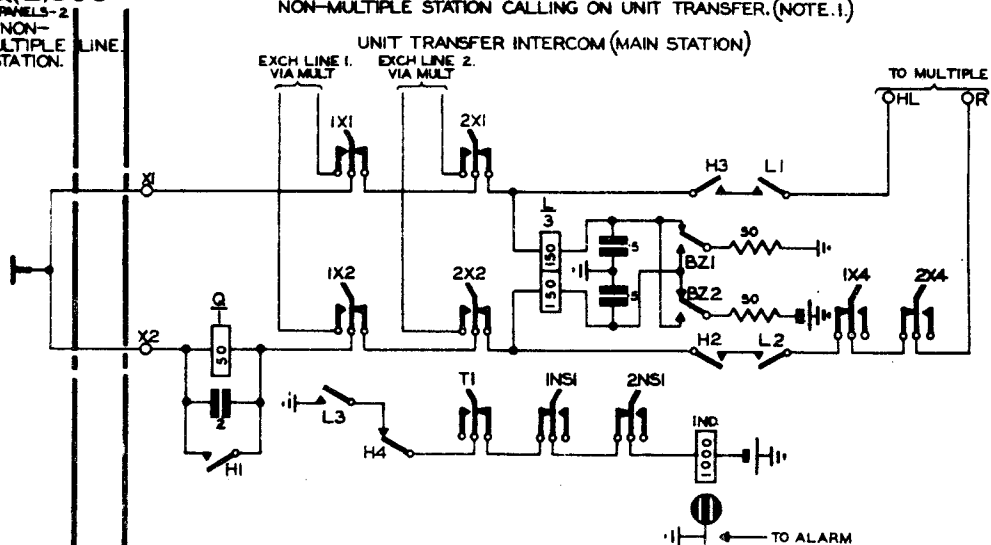 PANELS-2
NON-MULTIPLE STATION CALLING ON UNIT TRANSFER.(NOTE.1.)
NON-
MULTIPLE LINE.
STATION.
UNIT TRANSFER INTERCOM (MAIN STATION)
EXCH LINE 1.
VIA MULT
EXCH LINE 2.
VIA MULT
TO MULTIPLE
HL R
1X1 2X1
H3 L1
X1
L
3
150
150
5
5
BZ1
50
BZ2
50
1X2 2X2
1X4 2X4
H2 L2
X2
Q
50
2
H1
L3
H4
T1 1NS1 2NS1
IND.
1000
TO ALARM